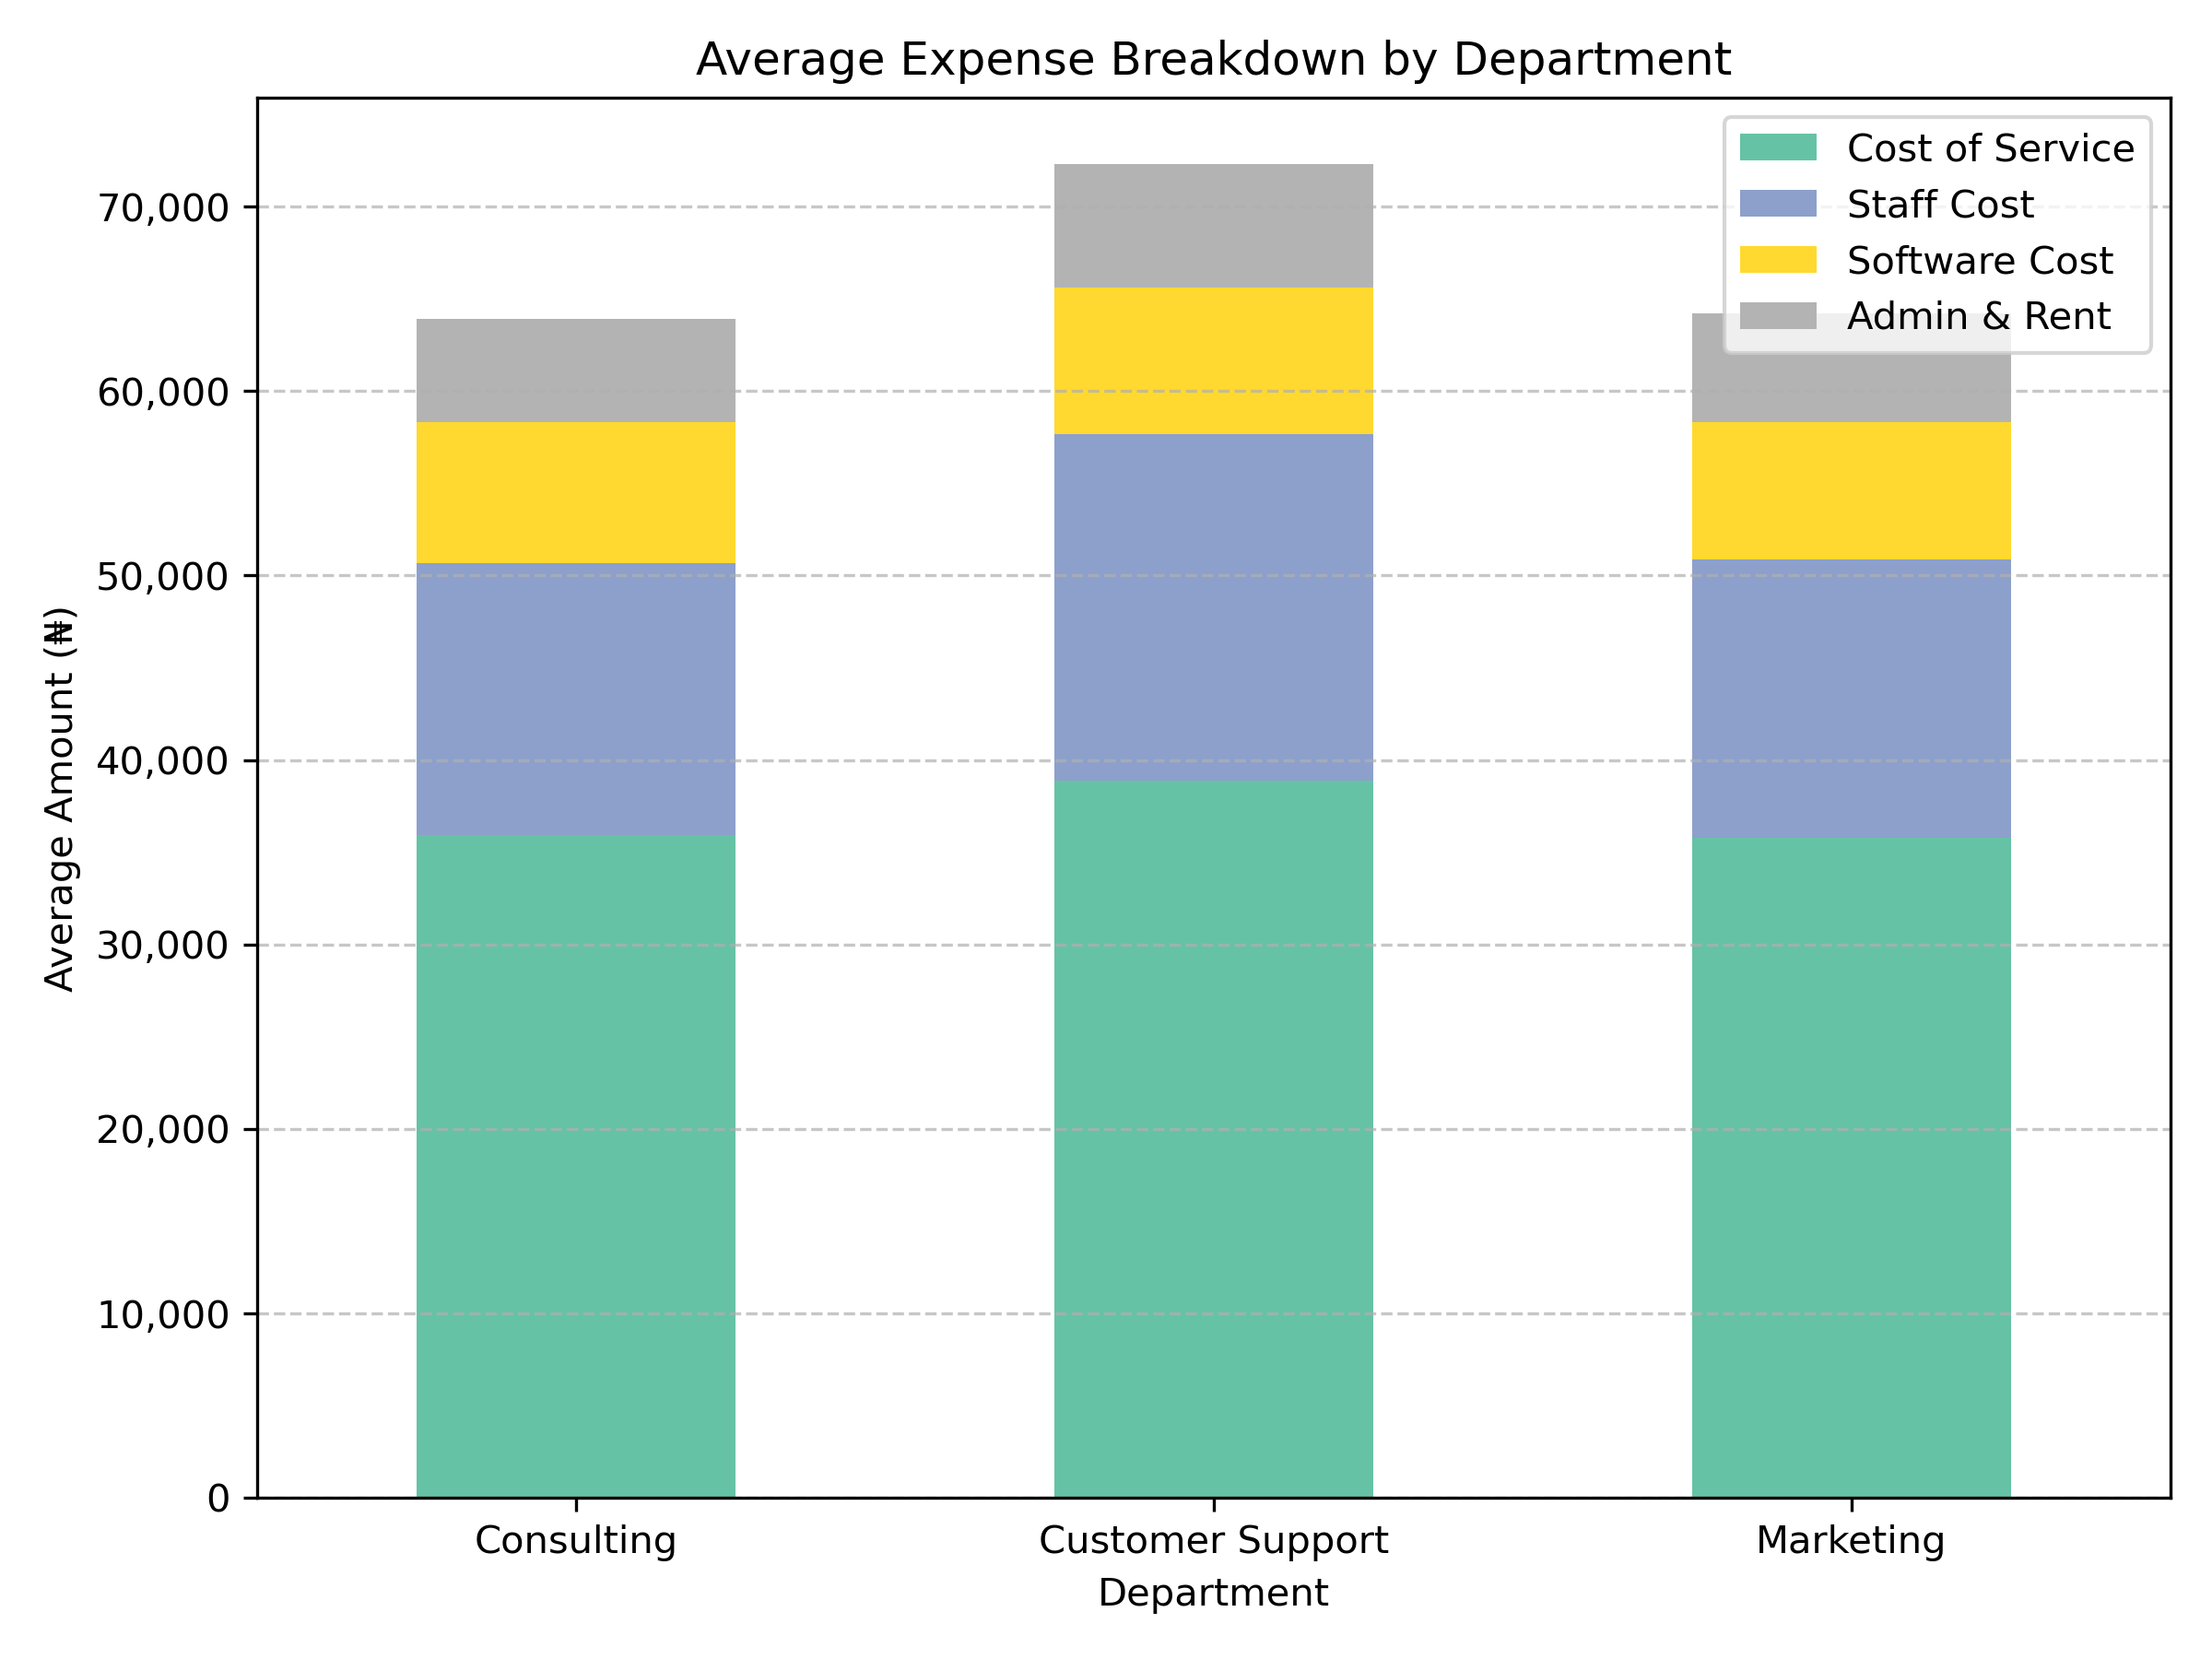 Average Expense Breakdown by Department
Cost of Service
Staff Cost
Software Cost
Admin & Rent
70,000
60,000
50,000
40,000
30,000
20,000
10,000
0
Average Amount (₦)
Consulting
Customer Support
Marketing
Department